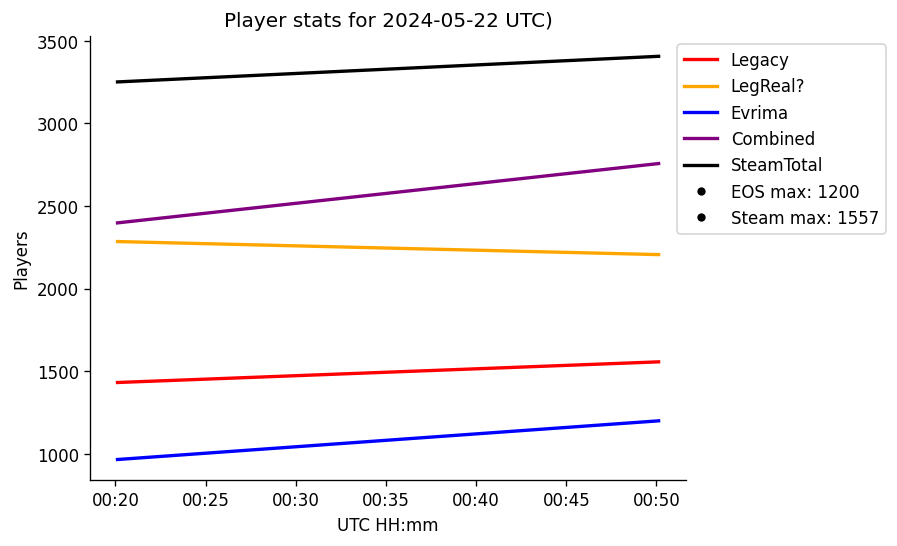 Player stats for 2024-05-22 UTC)
3500
3000
2500
2000
1500
1000
Players
00:20 00:25 00:30 00:35 00:40 00:45 00:50
UTC HH:mm
Legacy
LegReal?
Evrima
Combined
SteamTotal
EOS max: 1200
Steam max: 1557